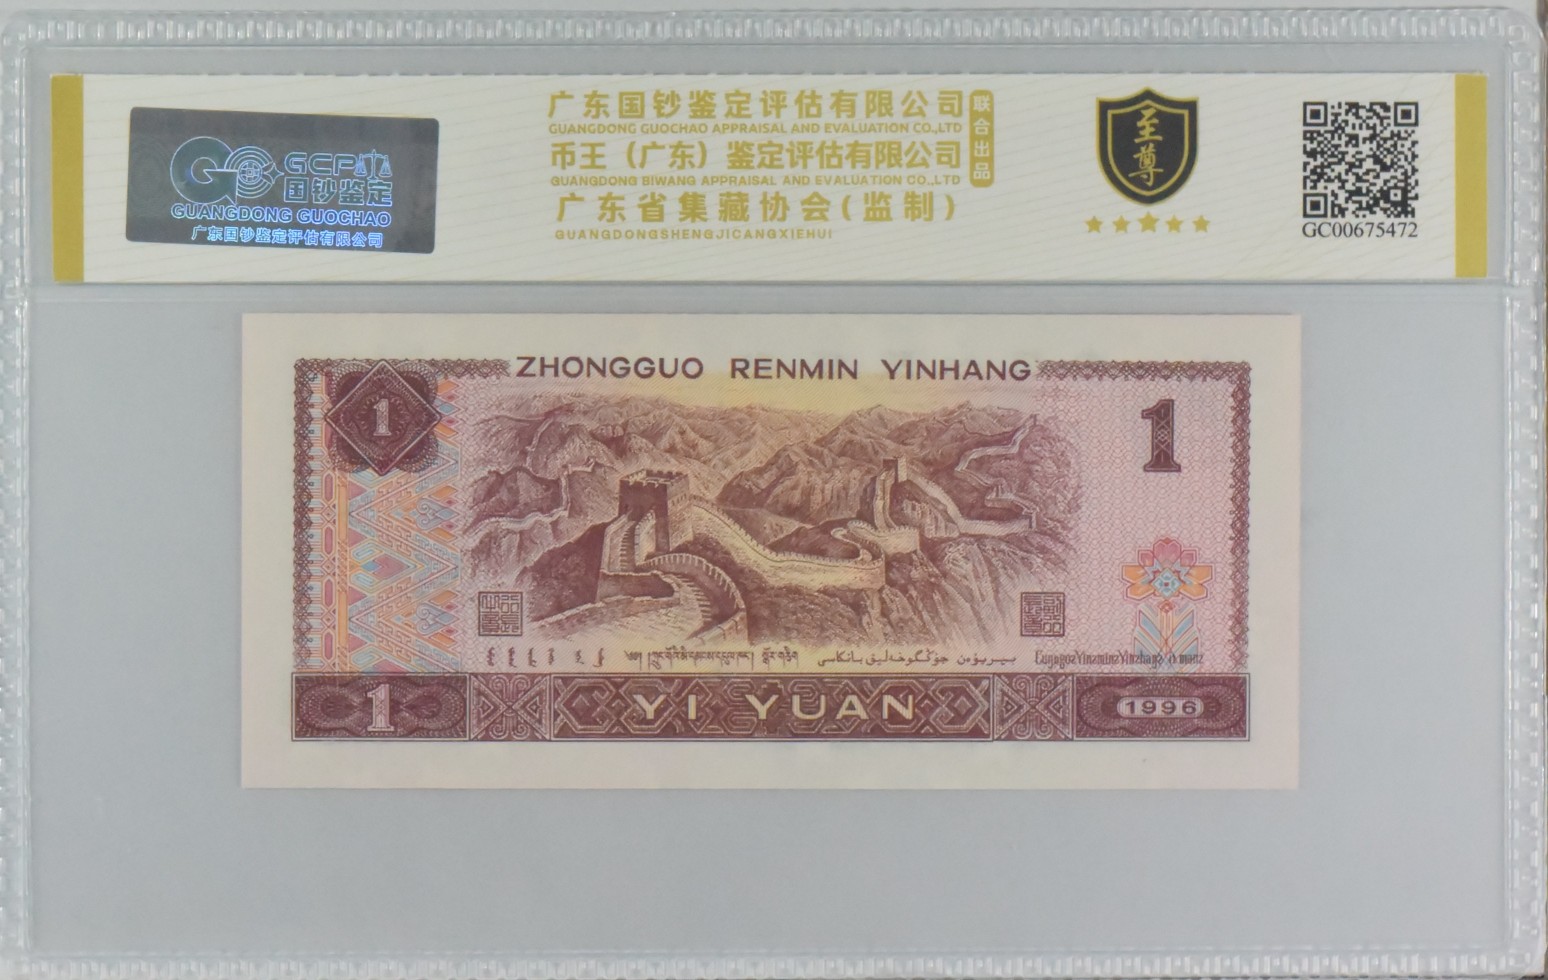 GCP
国钞鉴定
GUANGDONG GUOCHAO
广东国钞鉴定评估有限公司
广东国钞鉴定评估有限公司
GUANGDONG GUOCHAO APPRAISAL AND EVALUATION CO.,LTD
币王（广东）鉴定评估有限公司
GUANGDONG BIWANG APPRAISAL AND EVALUATION CO.,LTD
广东省集藏协会(监制)
GUANGDONGSHENGJICANGXIEHUI
联合出品
至尊
GC00675472
ZHONGGUO RENMIN YINHANG
1
1
1
YI YUAN
1996